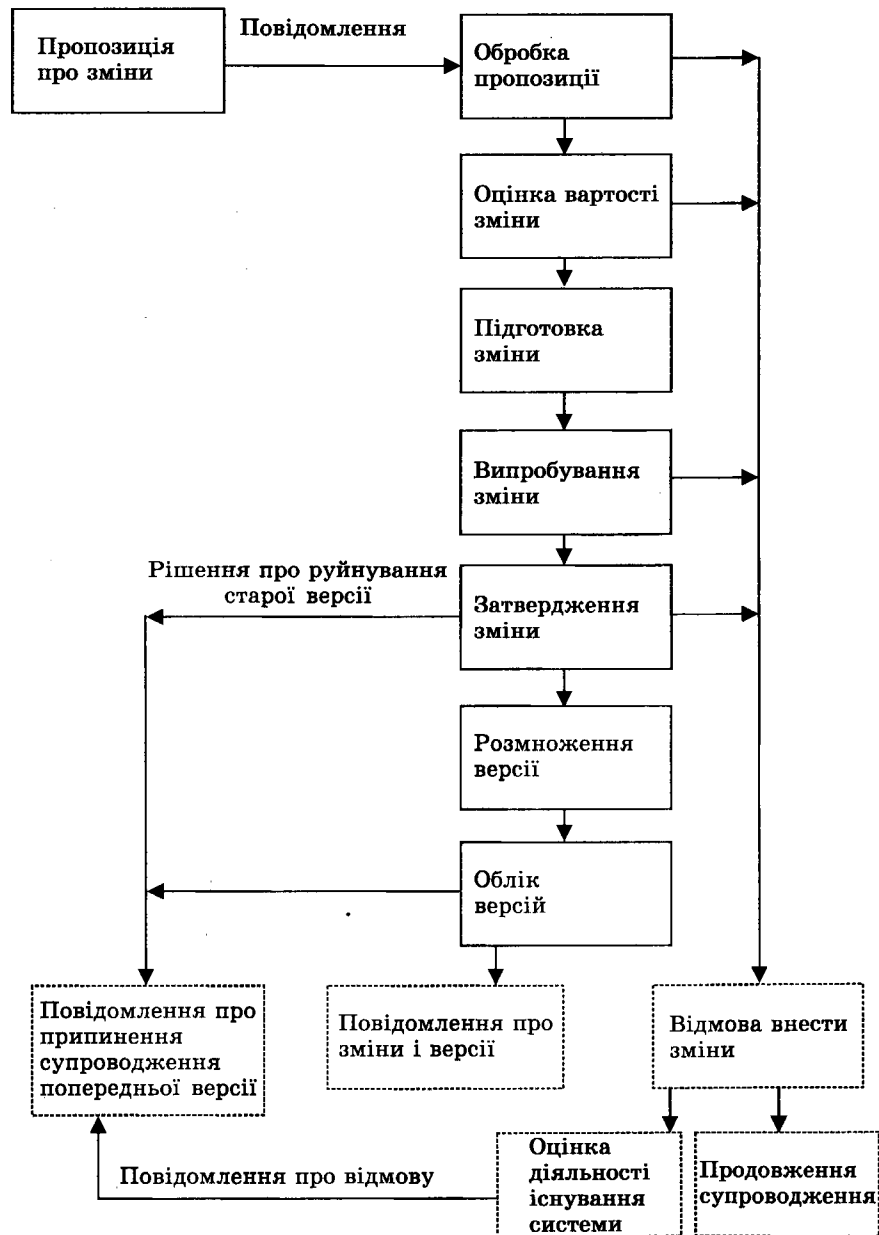 Пропозиція
про зміни
Повідомлення
Обробка
пропозиції
Оцінка вартості
зміни
Підготовка
зміни
Випробування
зміни
Рішення про руйнування
старої версії
Затвердження
зміни
Розмноження
версії
Облік
версій
Повідомлення про
припинення
супроводження
попередньої версії
Повідомлення про
зміни і версії
Відмова внести
зміни
Повідомлення про відмову
Оцінка
діяльності
існування
системи
Продовження
супроводження